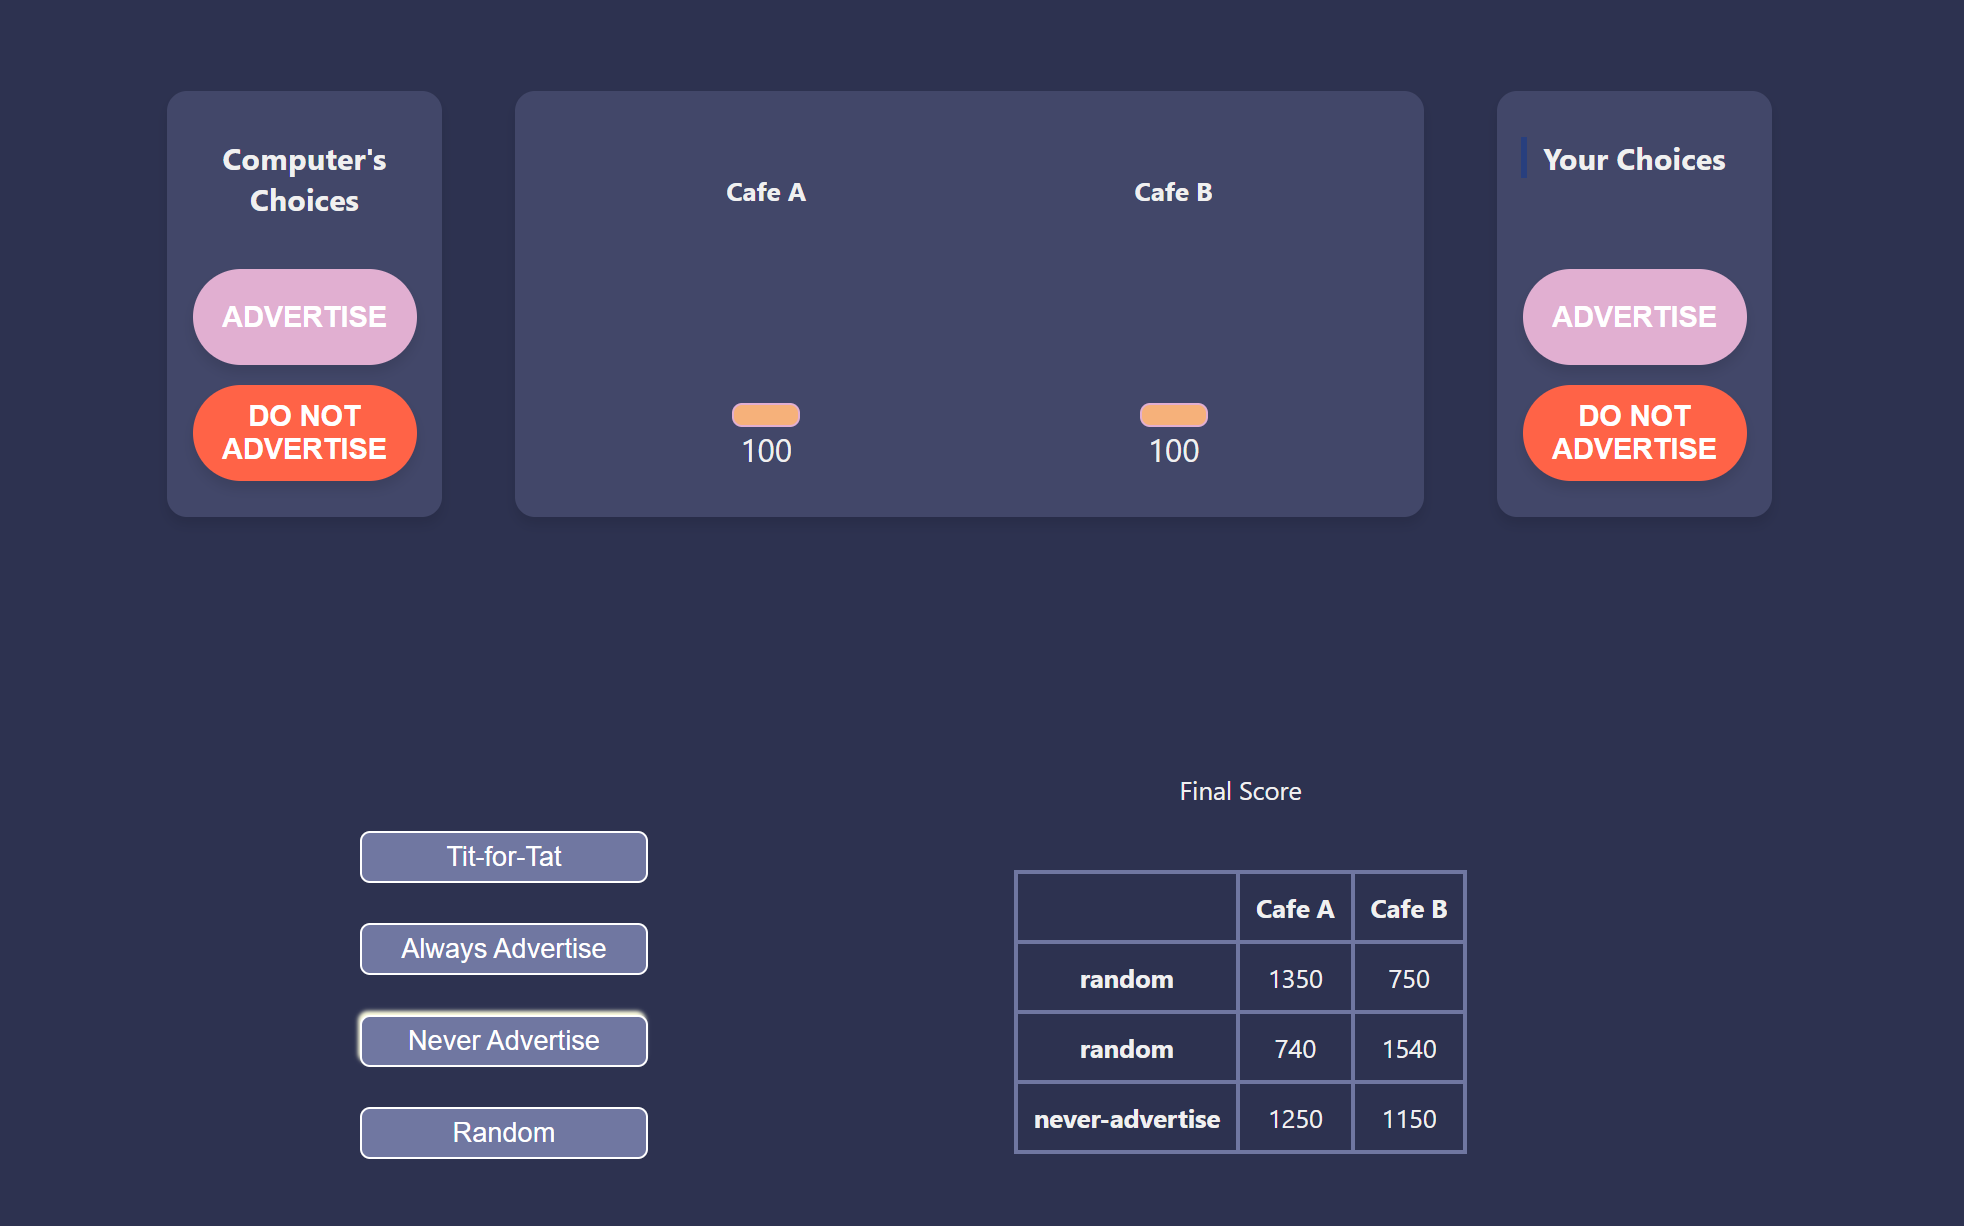 Computer's
Choices
ADVERTISE
DO NOT
ADVERTISE
Cafe A
Cafe B
100
100
Your Choices
ADVERTISE
DO NOT
ADVERTISE
Tit-for-Tat
Always Advertise
Never Advertise
Random
Final Score
Cafe A Cafe B
random 1350 750
random 740 1540
never-advertise 1250 1150